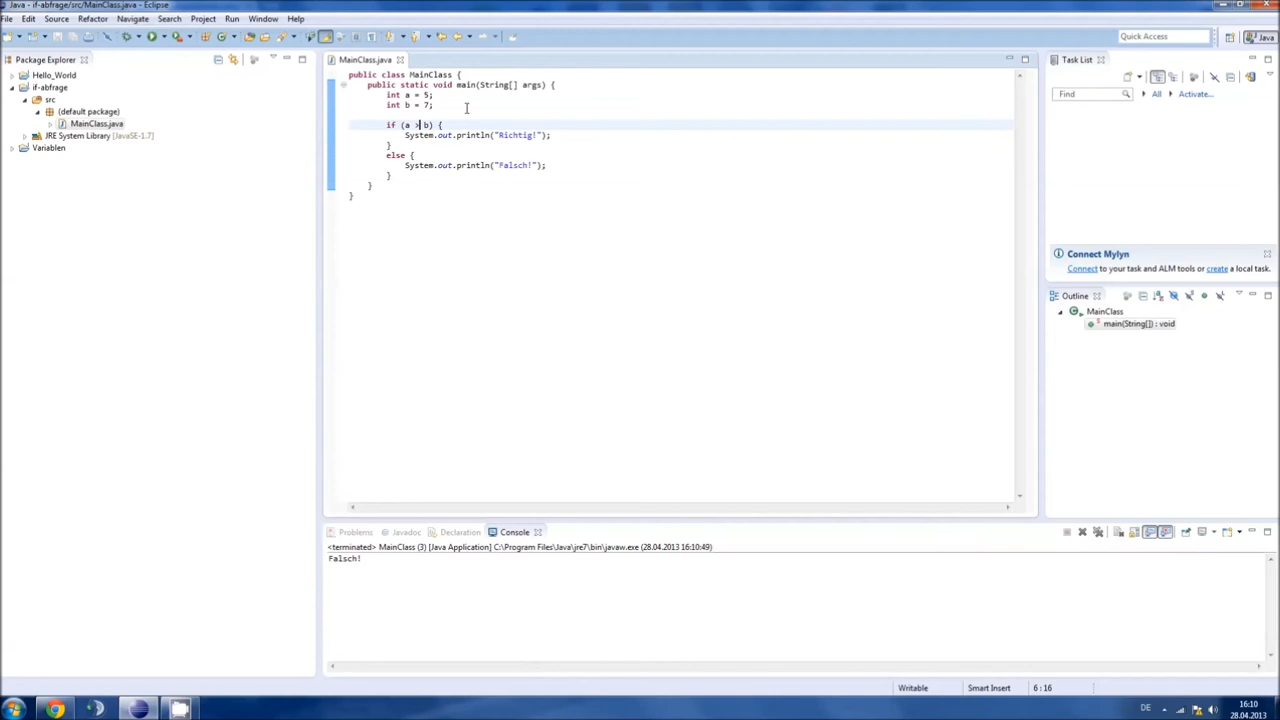 Java - if-abfrage/src/MainClass.java - Eclipse
File Edit Source Refactor Navigate Search Project Run Window Help
Quick Access
Java
Package Explorer
Hello_World
if-abfrage
src
(default package)
MainClass.java
JRE System Library [JavaSE-1.7]
Variablen
MainClass.java
public class MainClass {
public static void main(String[] args) {
int a = 5;
int b = 7;
if (a > b) {
System.out.println("Richtig!");
}
else {
System.out.println("Falsch!");
}
}
}
Task List
Find All Activate...
Connect Mylyn
Connect to your task and ALM tools or create a local task.
Outline
MainClass
main(String[]) : void
Problems Javadoc Declaration Console
<terminated> MainClass (3) [Java Application] C:\Program Files\Java\jre7\bin\javaw.exe (28.04.2013 16:10:49)
Falsch!
Writable Smart Insert 6 : 16
DE
16:10
28.04.2013